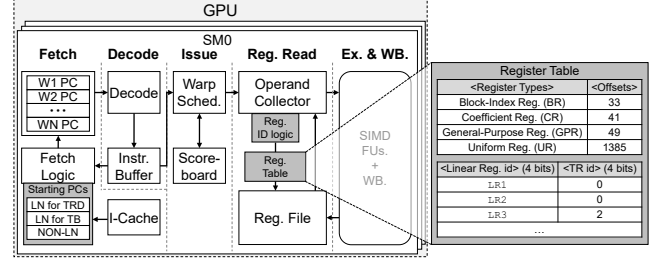 GPU
SM0
Fetch Decode Issue Reg. Read Ex. & WB.
W1 PC
W2 PC
•••
WN PC
Decode
Warp
Sched.
Operand
Collector
Reg.
ID logic
SIMD
FUs.
+
WB.
Fetch
Logic
Instr.
Buffer
Score-
board
Reg.
Table
Starting PCs
LN for TRD
LN for TB
NON-LN
I-Cache
Reg. File
Register Table
<Register Types> <Offsets>
Block-Index Reg. (BR) 33
Coefficient Reg. (CR) 41
General-Purpose Reg. (GPR) 49
Uniform Reg. (UR) 1385
<Linear Reg. id> (4 bits) <TR id> (4 bits)
LR1 0
LR2 0
LR3 2
...